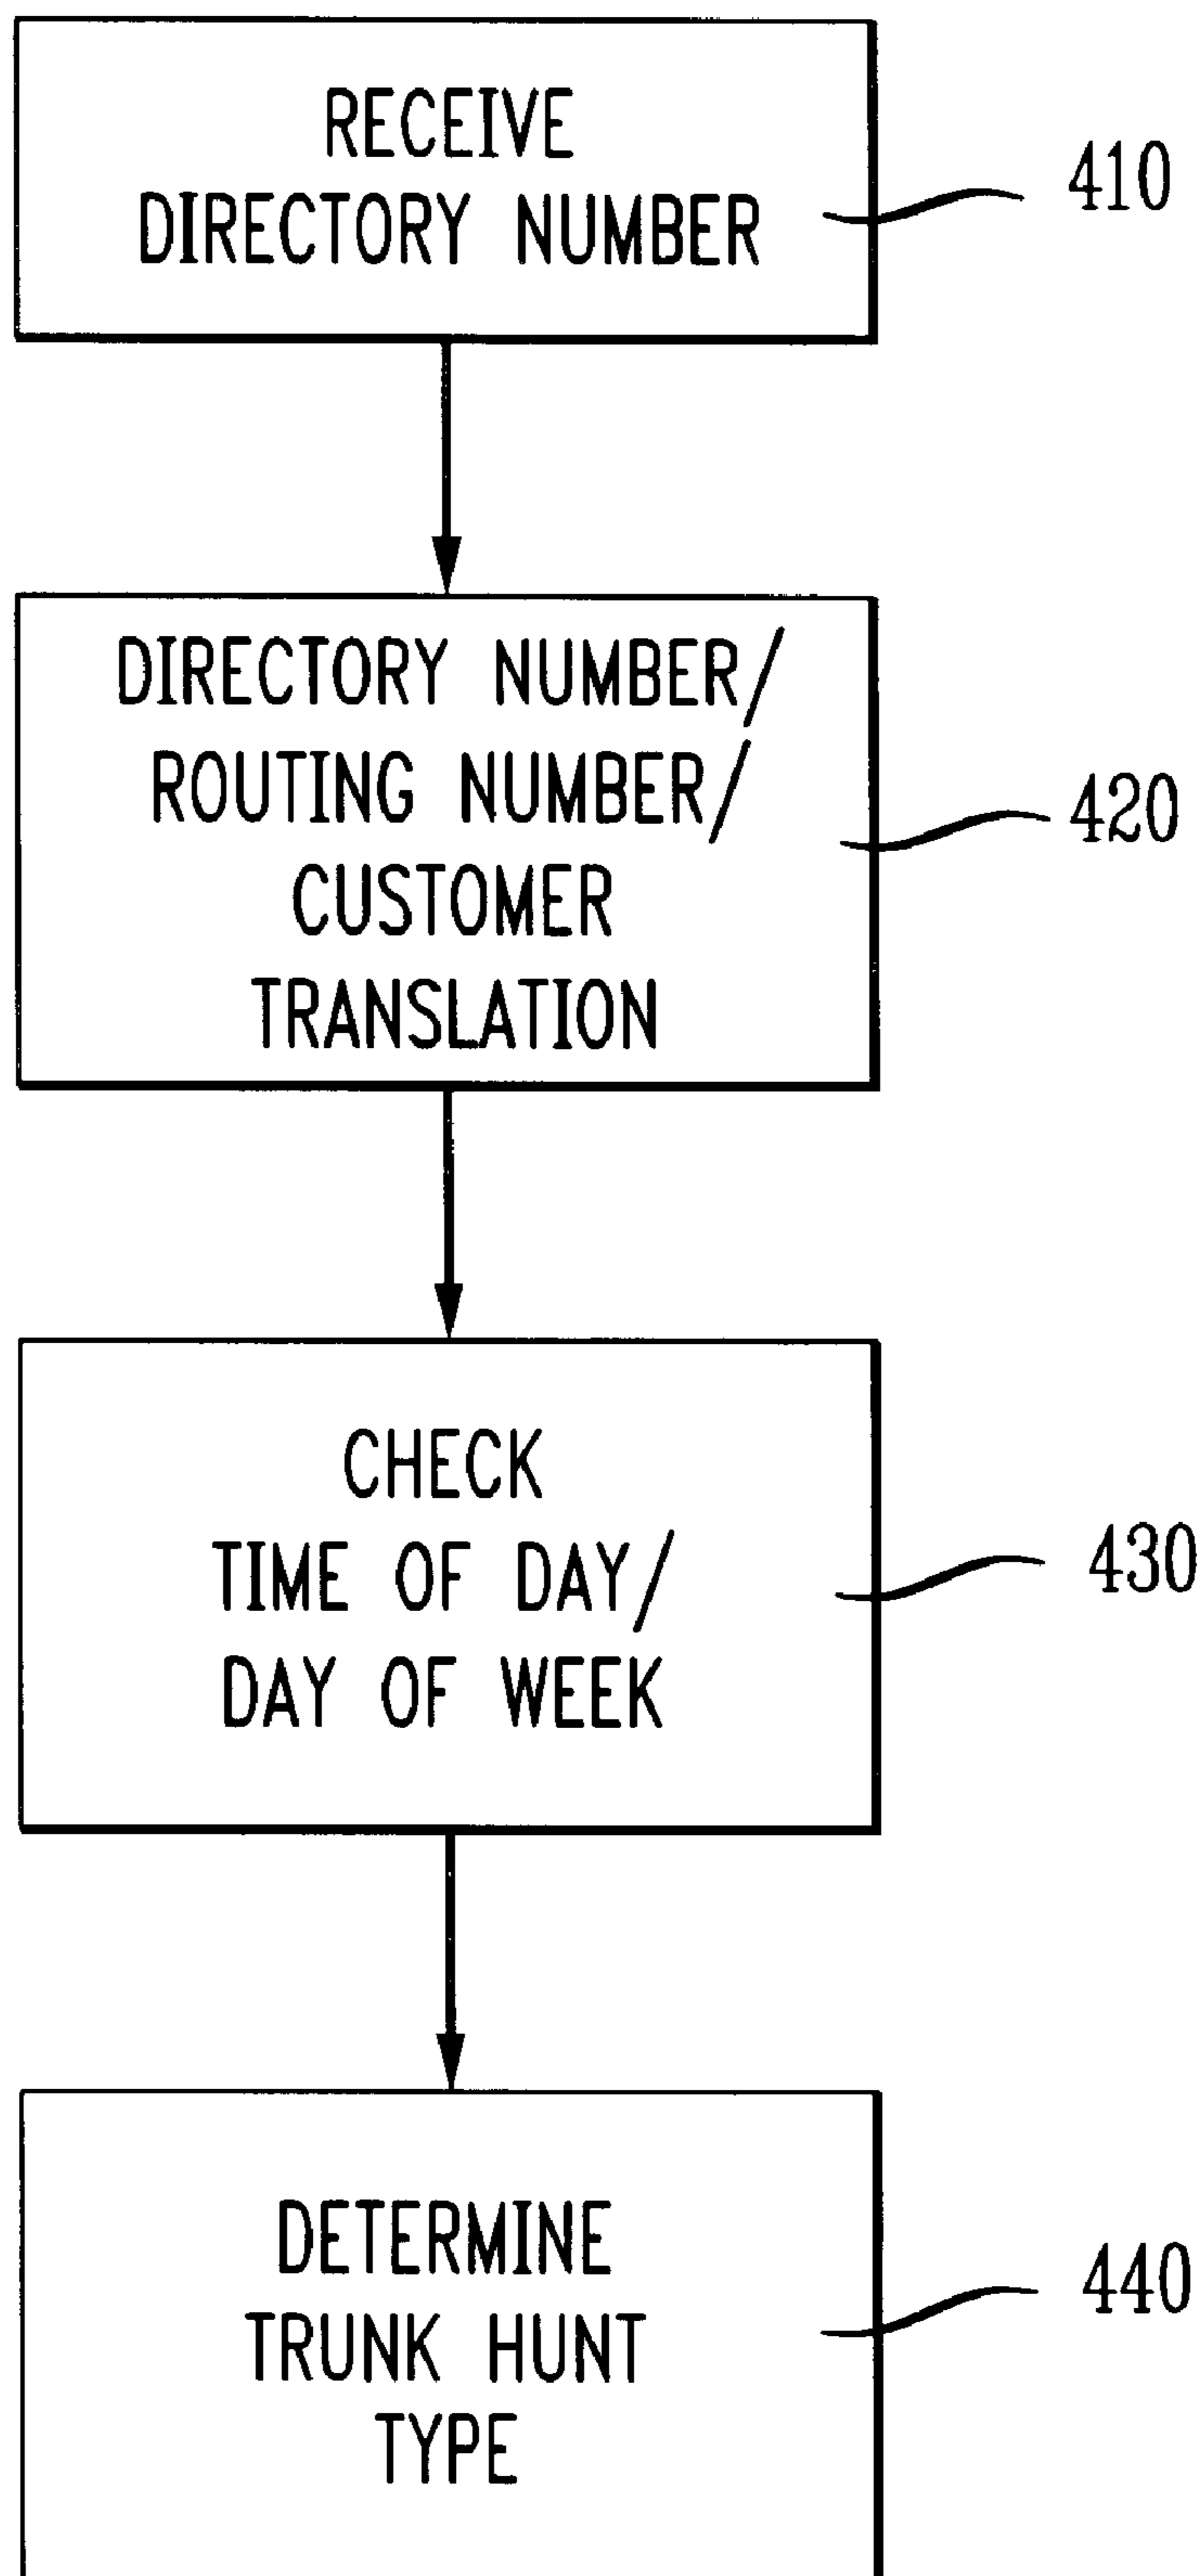 RECEIVE
DIRECTORY NUMBER
410
DIRECTORY NUMBER/
ROUTING NUMBER/
CUSTOMER
TRANSLATION
420
CHECK
TIME OF DAY/
DAY OF WEEK
430
DETERMINE
TRUNK HUNT
TYPE
440